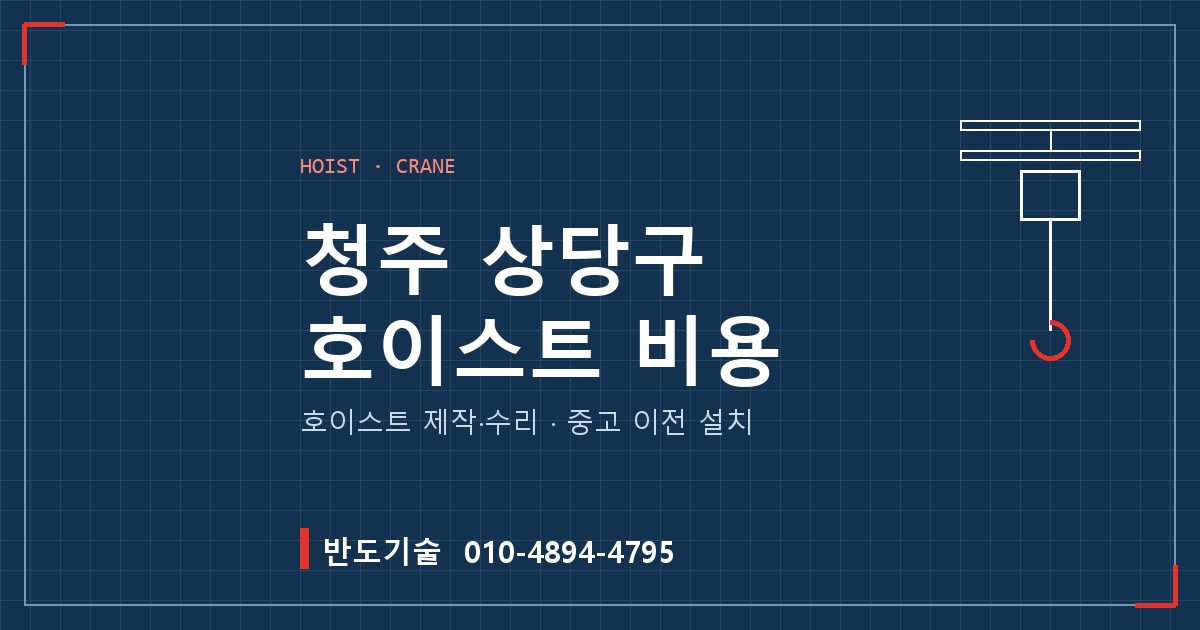 HOIST · CRANE
청주 상당구
호이스트 비용
호이스트 제작·수리 · 중고 이전 설치
반도기술 010-4894-4795